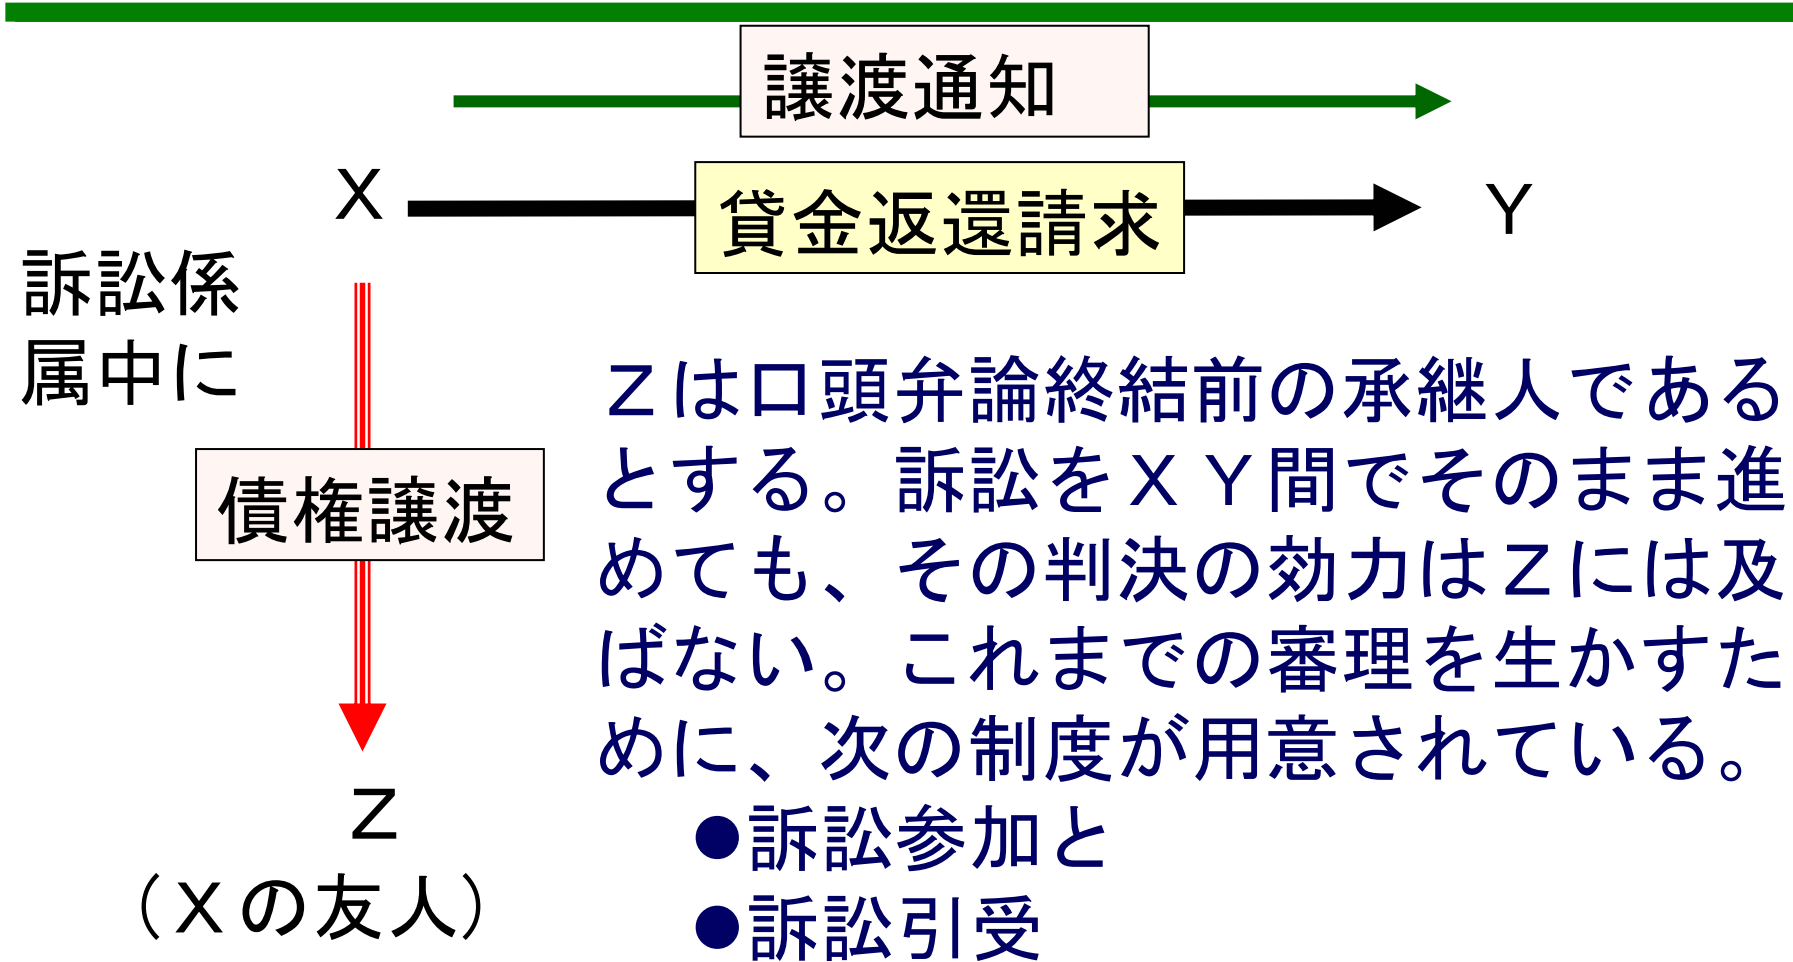 譲渡通知
X
貸金返還請求
Y
訴訟係
属中に
債権譲渡
Z
（Xの友人）
Zは口頭弁論終結前の承継人である
とする。訴訟をXY間でそのまま進
めても、その判決の効力はZには及
ばない。これまでの審理を生かすた
めに、次の制度が用意されている。
●訴訟参加と
●訴訟引受